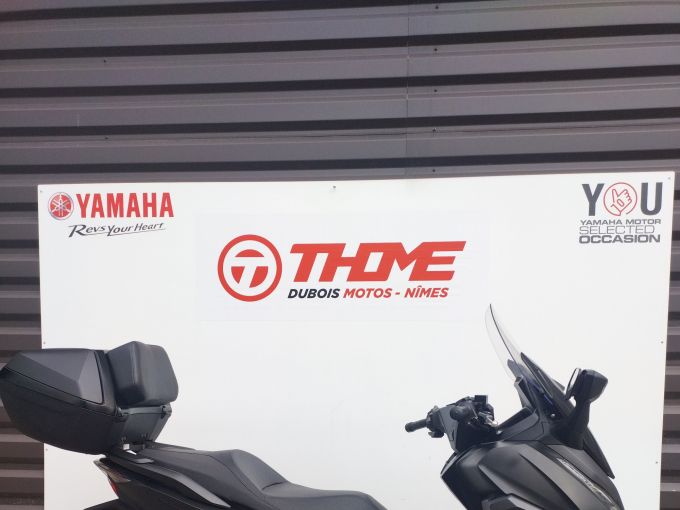 YAMAHA
Revs Your Heart
YOU
YAMAHA MOTOR
SELECTED
OCCASION
THOME
DUBOIS MOTOS - NÎMES